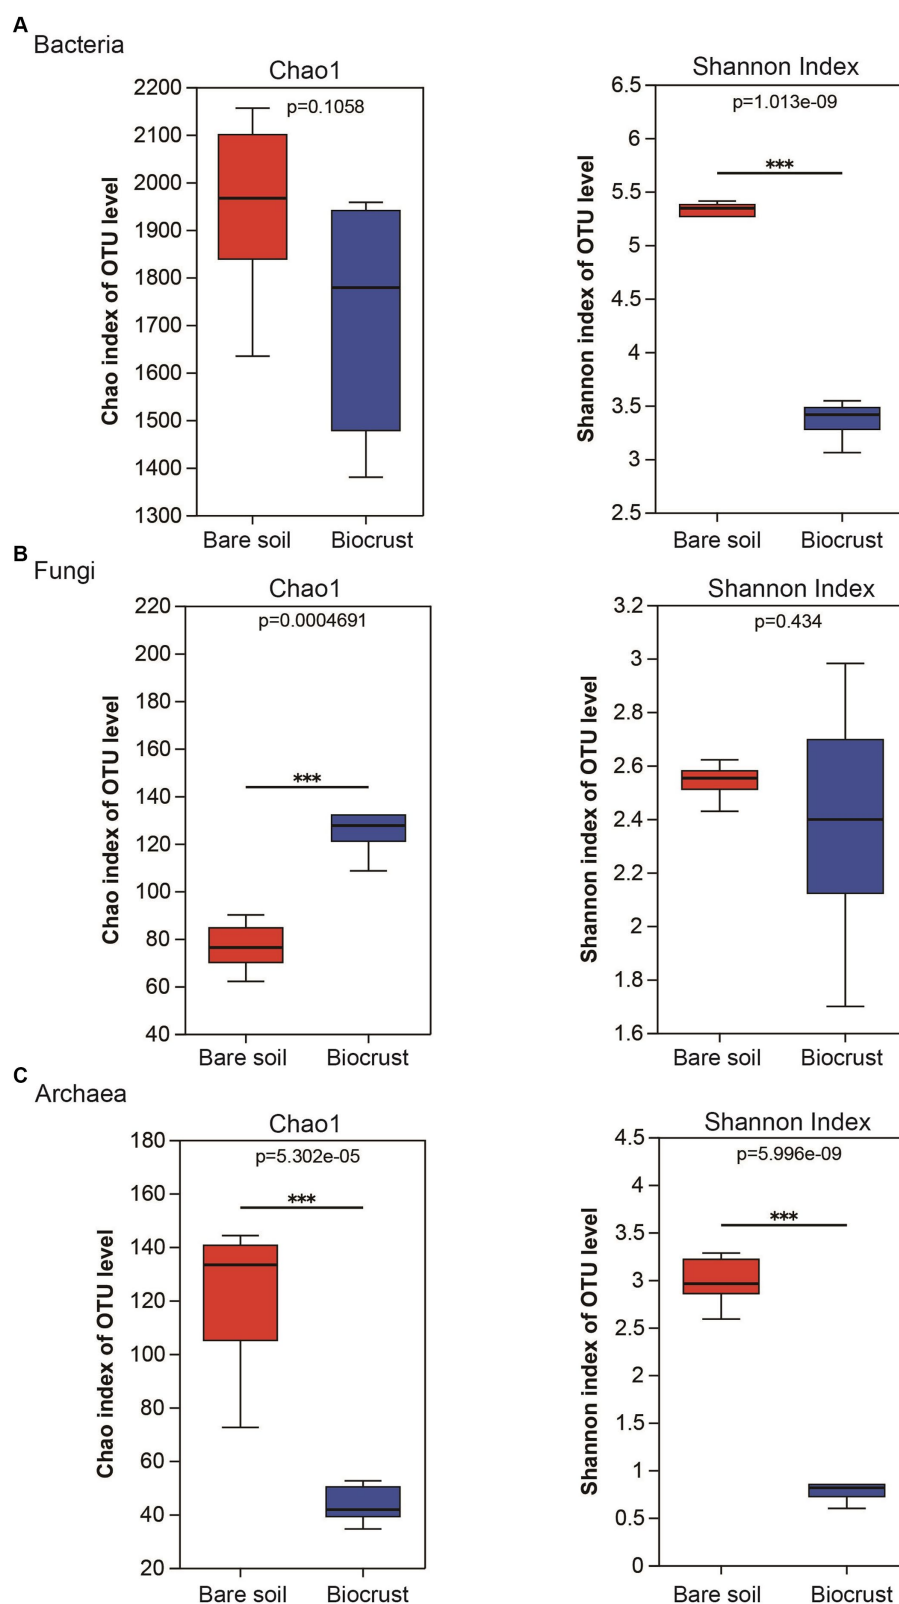 A
Bacteria
Chao1
p=0.1058
Chao index of OTU level
2200
2100
2000
1900
1800
1700
1600
1500
1400
1300
Bare soil
Biocrust
Shannon Index
p=1.013e-09
***
Shannon index of OTU level
6.5
6
5.5
5
4.5
4
3.5
3
2.5
Bare soil
Biocrust
B
Fungi
Chao1
p=0.0004691
***
Chao index of OTU level
220
200
180
160
140
120
100
80
60
40
Bare soil
Biocrust
Shannon Index
p=0.434
Shannon index of OTU level
3.2
3
2.8
2.6
2.4
2.2
2
1.8
1.6
Bare soil
Biocrust
C
Archaea
Chao1
p=5.302e-05
***
Chao index of OTU level
180
160
140
120
100
80
60
40
20
Bare soil
Biocrust
Shannon Index
p=5.996e-09
***
Shannon index of OTU level
4.5
4
3.5
3
2.5
2
1.5
1
0.5
0
Bare soil
Biocrust